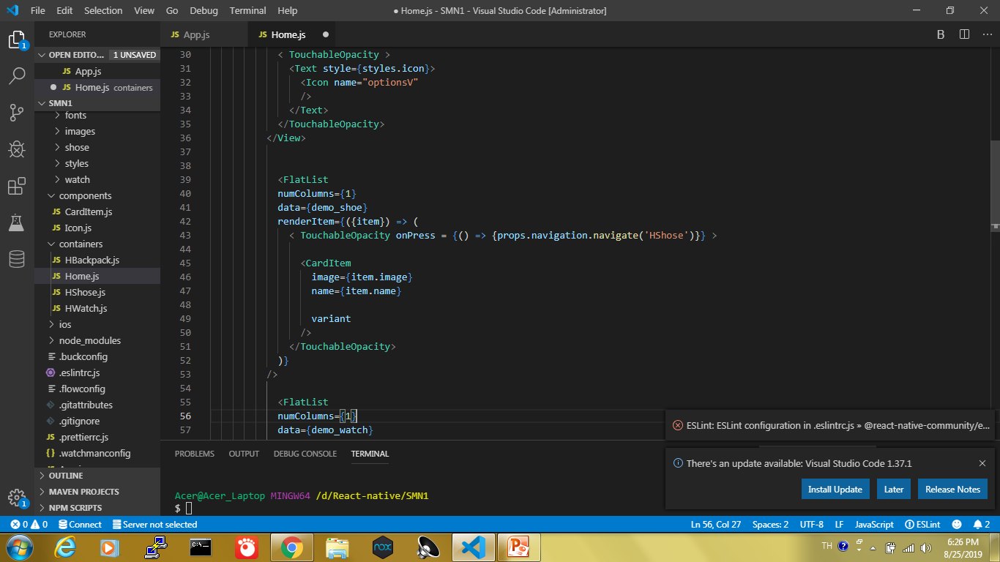 File Edit Selection View Go Debug Terminal Help
● Home.js - SMN1 - Visual Studio Code [Administrator]
EXPLORER
JS App.js
JS Home.js ●
B
OPEN EDITO... 1 UNSAVED
JS App.js
● JS Home.js containers
SMN1
fonts
images
shose
styles
watch
components
JS CardItem.js
JS Icon.js
containers
JS HBackpack.js
JS Home.js
JS HShose.js
JS HWatch.js
ios
node_modules
.buckconfig
.eslintrc.js
.flowconfig
.gitattributes
.gitignore
JS .prettierrc.js
{} .watchmanconfig
OUTLINE
MAVEN PROJECTS
NPM SCRIPTS
1
1
30 < TouchableOpacity >
31 <Text style={styles.icon}>
32 <Icon name="optionsV"
33 />
34 </Text>
35 </TouchableOpacity>
36 </View>
37
38
39 <FlatList
40 numColumns={1}
41 data={demo_shoe}
42 renderItem={({item}) => (
43 < TouchableOpacity onPress = {() => {props.navigation.navigate('HShose')}} >
44
45 <CardItem
46 image={item.image}
47 name={item.name}
48
49 variant
50 />
51 </TouchableOpacity>
52 )}
53 />
54
55 <FlatList
56 numColumns={1}
57 data={demo_watch}
PROBLEMS OUTPUT DEBUG CONSOLE TERMINAL
Acer@Acer_Laptop MINGW64 /d/React-native/SMN1
$
ESLint: ESLint configuration in .eslintrc.js » @react-native-community/e...
There's an update available: Visual Studio Code 1.37.1
Install Update Later Release Notes
0 0 Connect Server not selected
Ln 56, Col 27 Spaces: 2 UTF-8 LF JavaScript ESLint 2
nox
TH
6:26 PM
8/25/2019